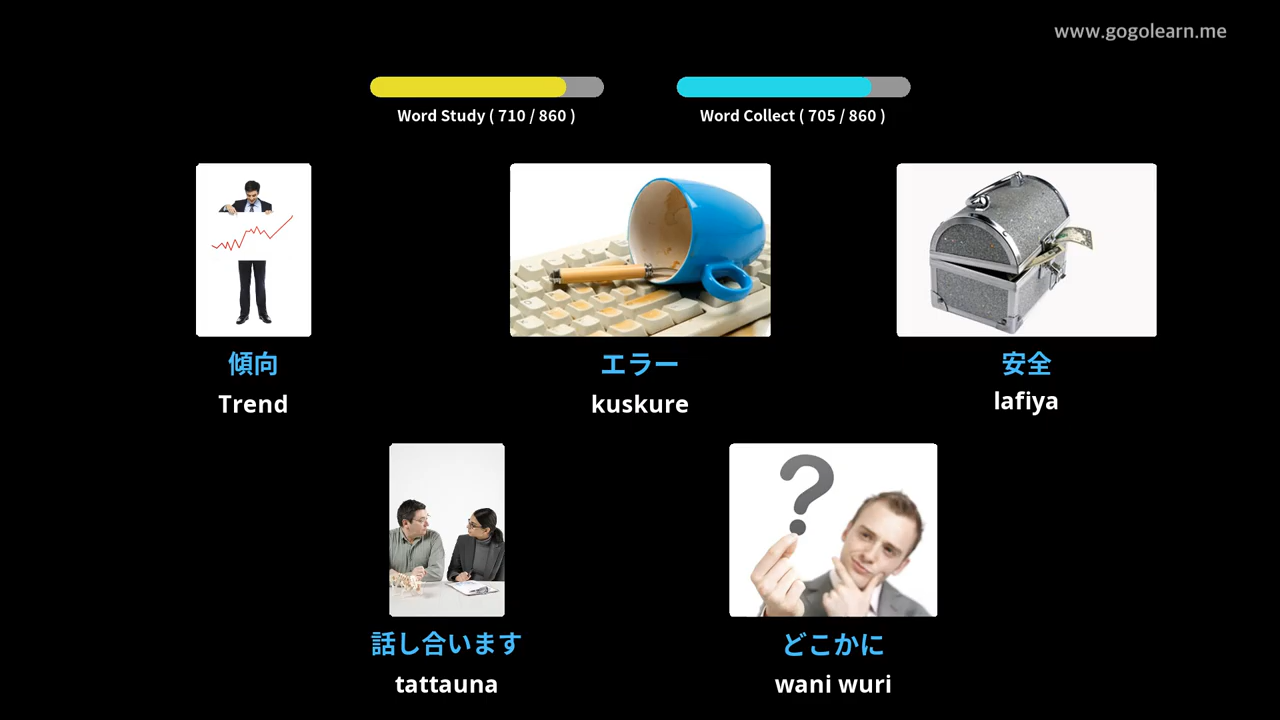 www.gogolearn.me
Word Study ( 710 / 860 )
Word Collect ( 705 / 860 )
傾向
Trend
エラー
kuskure
安全
lafiya
話し合います
tattauna
どこかに
wani wuri